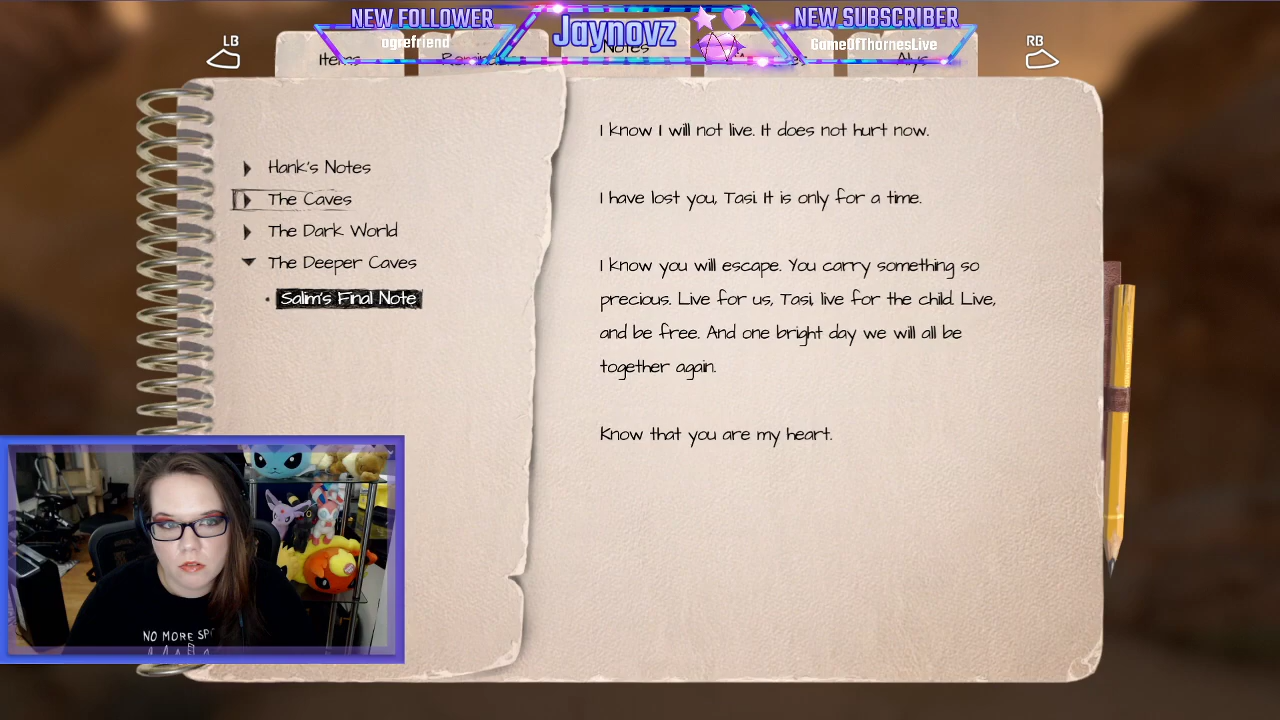 NEW FOLLOWER
ogrefriend
Jaynovz
NEW SUBSCRIBER
GameOfThornesLive
LB
RB
Items
Notes
Alys
Hank's Notes
The Caves
The Dark World
The Deeper Caves
Salim's Final Note
I know I will not live. It does not hurt now.
I have lost you, Tasi. It is only for a time.
I know you will escape. You carry something so
precious. Live for us, Tasi, live for the child. Live,
and be free. And one bright day we will all be
together again.
Know that you are my heart.
NO MORE